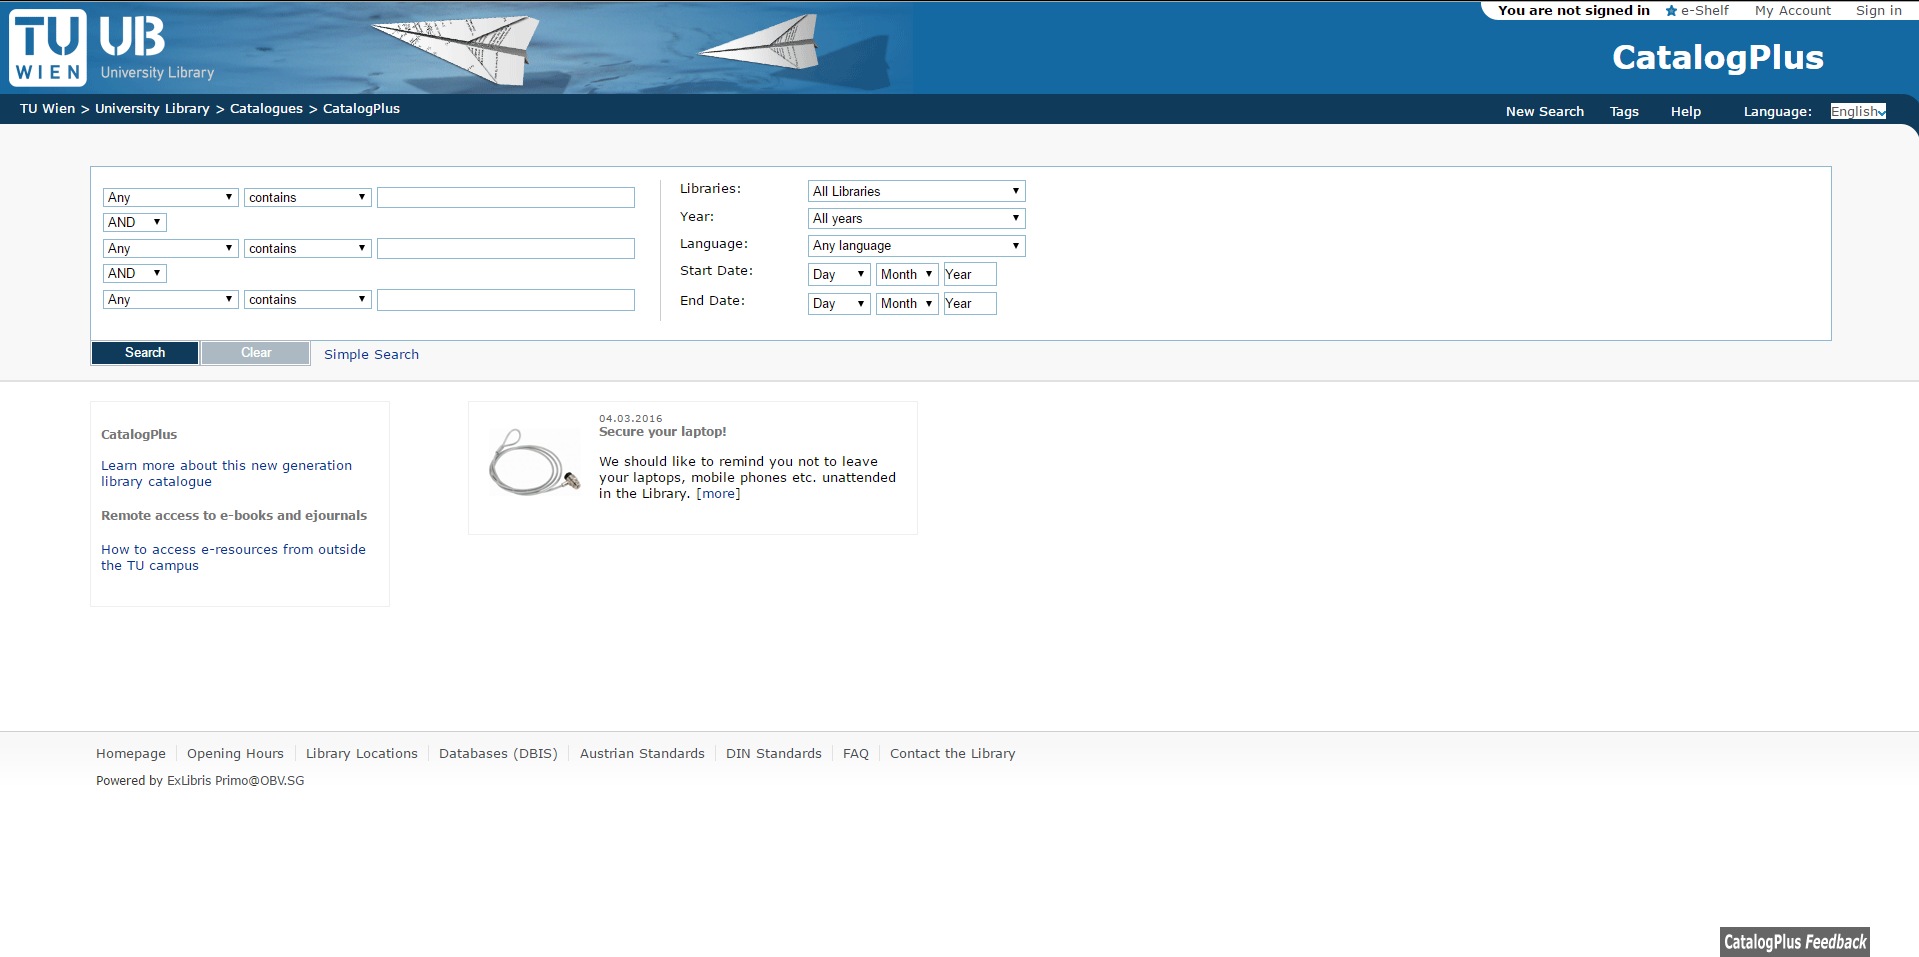 You are not signed in e-Shelf My Account Sign in
TU UB
WIEN University Library
CatalogPlus
TU Wien > University Library > Catalogues > CatalogPlus
New Search Tags Help Language: English
Any contains
AND
Any contains
AND
Any contains
Libraries: All Libraries
Year: All years
Language: Any language
Start Date: Day Month Year
End Date: Day Month Year
Search Clear Simple Search
CatalogPlus
Learn more about this new generation
library catalogue
Remote access to e-books and ejournals
How to access e-resources from outside
the TU campus
04.03.2016
Secure your laptop!
We should like to remind you not to leave
your laptops, mobile phones etc. unattended
in the Library. [more]
Homepage Opening Hours Library Locations Databases (DBIS) Austrian Standards DIN Standards FAQ Contact the Library
Powered by ExLibris Primo@OBV.SG
CatalogPlus Feedback